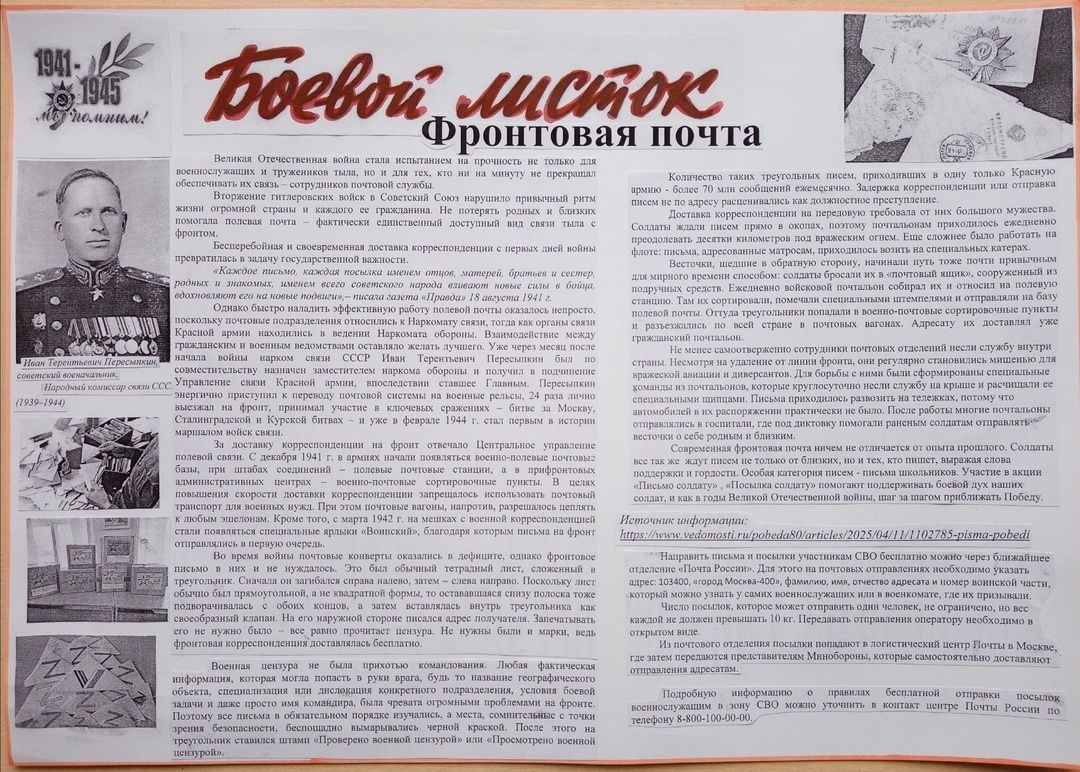 1941-
1945
мы помним!
Боевой листок
Фронтовая почта
Великая Отечественная война стала испытанием на прочность не только для
военнослужащих и тружеников тыла, но и для тех, кто ни на минуту не прекращал
обеспечивать их связь – сотрудников почтовой службы.
Вторжение гитлеровских войск в Советский Союз нарушило привычный ритм
жизни огромной страны и каждого ее гражданина. Не потерять родных и близких
помогала полевая почта – фактически единственный доступный вид связи тыла с
фронтом.
Бесперебойная и своевременная доставка корреспонденции с первых дней войны
превратилась в задачу государственной важности.
«Каждое письмо, каждая посылка именем отцов, матерей, братьев и сестер,
родных и знакомых, именем всего советского народа вливают новые силы в бойца,
вдохновляют его на новые подвиги»,– писала газета «Правда» 18 августа 1941 г.
Однако быстро наладить эффективную работу полевой почты оказалось непросто,
поскольку почтовые подразделения относились к Наркомату связи, тогда как органы связи
Красной армии находились в ведении Наркомата обороны. Взаимодействие между
гражданским и военным ведомствами оставляло желать лучшего. Уже через месяц после
начала войны нарком связи СССР Иван Терентьевич Пересыпкин был по
совместительству назначен заместителем наркома обороны и получил в подчинение
Управление связи Красной армии, впоследствии ставшее Главным. Пересыпкин
энергично приступил к переводу почтовой системы на военные рельсы, 24 раза лично
выезжал на фронт, принимал участие в ключевых сражениях – битве за Москву,
Сталинградской и Курской битвах – и уже в феврале 1944 г. стал первым в истории
маршалом войск связи.
За доставку корреспонденции на фронт отвечало Центральное управление
полевой связи. С декабря 1941 г. в армиях начали появляться военно-полевые почтовые
базы, при штабах соединений – полевые почтовые станции, а в прифронтовых
административных центрах – военно-почтовые сортировочные пункты. В целях
повышения скорости доставки корреспонденции запрещалось использовать почтовый
транспорт для военных нужд. При этом почтовые вагоны, напротив, разрешалось цеплять
к любым эшелонам. Кроме того, с марта 1942 г. на мешках с военной корреспонденцией
стали появляться специальные ярлыки «Воинский», благодаря которым письма на фронт
отправлялись в первую очередь.
Во время войны почтовые конверты оказались в дефиците, однако фронтовое
письмо в них и не нуждалось. Это был обычный тетрадный лист, сложенный в
треугольник. Сначала он загибался справа налево, затем – слева направо. Поскольку лист
обычно был прямоугольной, а не квадратной формы, то остававшаяся снизу полоска тоже
подворачивалась с обоих концов, а затем вставлялась внутрь треугольника как
своеобразный клапан. На его наружной стороне писался адрес получателя. Запечатывать
его не нужно было – все равно прочитает цензура. Не нужны были и марки, ведь
фронтовая корреспонденция доставлялась бесплатно.
Военная цензура не была прихотью командования. Любая фактическая
информация, которая могла попасть в руки врага, будь то название географического
объекта, специализация или дислокация конкретного подразделения, условия боевой
задачи и даже просто имя командира, была чревата огромными проблемами на фронте.
Поэтому все письма в обязательном порядке изучались, а места, сомнительные с точки
зрения безопасности, беспощадно вымарывались черной краской. После этого на
треугольник ставился штамп «Проверено военной цензурой» или «Просмотрено военной
цензурой».
Иван Терентьевич Пересыпкин,
советский военачальник,
Народный комиссар связи СССР
(1939–1944)
Количество таких треугольных писем, приходивших в одну только Красную
армию - более 70 млн сообщений ежемесячно. Задержка корреспонденции или отправка
писем не по адресу расценивались как должностное преступление.
Доставка корреспонденции на передовую требовала от них большого мужества.
Солдаты ждали писем прямо в окопах, поэтому почтальонам приходилось ежедневно
преодолевать десятки километров под вражеским огнем. Еще сложнее было работать на
флоте: письма, адресованные матросам, приходилось возить на специальных катерах.
Весточки, шедшие в обратную сторону, начинали путь тоже почти привычным
для мирного времени способом: солдаты бросали их в «почтовый ящик», сооруженный из
подручных средств. Ежедневно войсковой почтальон собирал их и относил на полевую
станцию. Там их сортировали, помечали специальными штемпелями и отправляли на базу
полевой почты. Оттуда треугольники попадали в военно-почтовые сортировочные пункты
и разъезжались по всей стране в почтовых вагонах. Адресату их доставлял уже
гражданский почтальон.
Не менее самоотверженно сотрудники почтовых отделений несли службу внутри
страны. Несмотря на удаление от линии фронта, они регулярно становились мишенью для
вражеской авиации и диверсантов. Для борьбы с ними были сформированы специальные
команды из почтальонов, которые круглосуточно несли службу на крыше и расчищали ее
специальными щипцами. Письма приходилось развозить на тележках, потому что
автомобилей в их распоряжении практически не было. После работы многие почтальоны
отправлялись в госпитали, где под диктовку помогали раненым солдатам отправлять
весточки о себе родным и близким.
Современная фронтовая почта ничем не отличается от опыта прошлого. Солдаты
все так же ждут писем не только от близких, но и тех, кто пишет, выражая слова
поддержки и гордости. Особая категория писем - письма школьников. Участие в акции
«Письмо солдату» , «Посылка солдату» помогают поддерживать боевой дух наших
солдат, и как в годы Великой Отечественной войны, шаг за шагом приближать Победу.
Источник информации:
https://www.vedomosti.ru/pobeda80/articles/2025/04/11/1102785-pisma-pobedi
Направить письма и посылки участникам СВО бесплатно можно через ближайшее
отделение «Почта России». Для этого на почтовых отправлениях необходимо указать
адрес: 103400, «город Москва-400», фамилию, имя, отчество адресата и номер воинской части,
который можно узнать у самих военнослужащих или в военкомате, где их призывали.
Число посылок, которое может отправить один человек, не ограничено, но вес
каждой не должен превышать 10 кг. Передавать отправления оператору необходимо в
открытом виде.
Из почтового отделения посылки попадают в логистический центр Почты в Москве,
где затем передаются представителям Минобороны, которые самостоятельно доставляют
отправления адресатам.
Подробную информацию о правилах бесплатной отправки посылок
военнослужащим в зону СВО можно уточнить в контакт центре Почты России по
телефону 8-800-100-00-00.